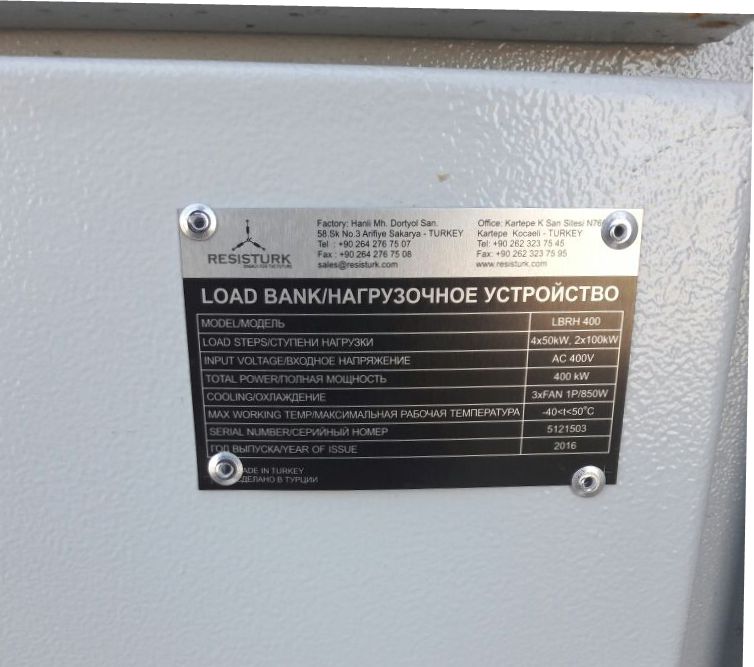 RESISTURK
Factory: Hanli Mh. Dortyol San.
58.Sk No.3 Arifiye Sakarya - TURKEY
Tel : +90 264 276 75 07
Fax : +90 264 276 75 08
sales@resisturk.com
Office: Kartepe K San Sitesi
Kartepe Kocaeli - TURKEY
Tel: +90 262 323 75 45
Fax: +90 262 323 75 95
www.resisturk.com
LOAD BANK/НАГРУЗОЧНОЕ УСТРОЙСТВО
MODEL/МОДЕЛЬ LBRH 400
LOAD STEPS/СТУПЕНИ НАГРУЗКИ 4x50kW, 2x100kW
INPUT VOLTAGE/ВХОДНОЕ НАПРЯЖЕНИЕ AC 400V
TOTAL POWER/ПОЛНАЯ МОЩНОСТЬ 400 kW
COOLING/ОХЛАЖДЕНИЕ 3xFAN 1P/850W
MAX WORKING TEMP/МАКСИМАЛЬНАЯ РАБОЧАЯ ТЕМПЕРАТУРА -40<t<50°C
SERIAL NUMBER/СЕРИЙНЫЙ НОМЕР 5121503
ГОД ВЫПУСКА/YEAR OF ISSUE 2016
IN TURKEY
В ТУРЦИИ